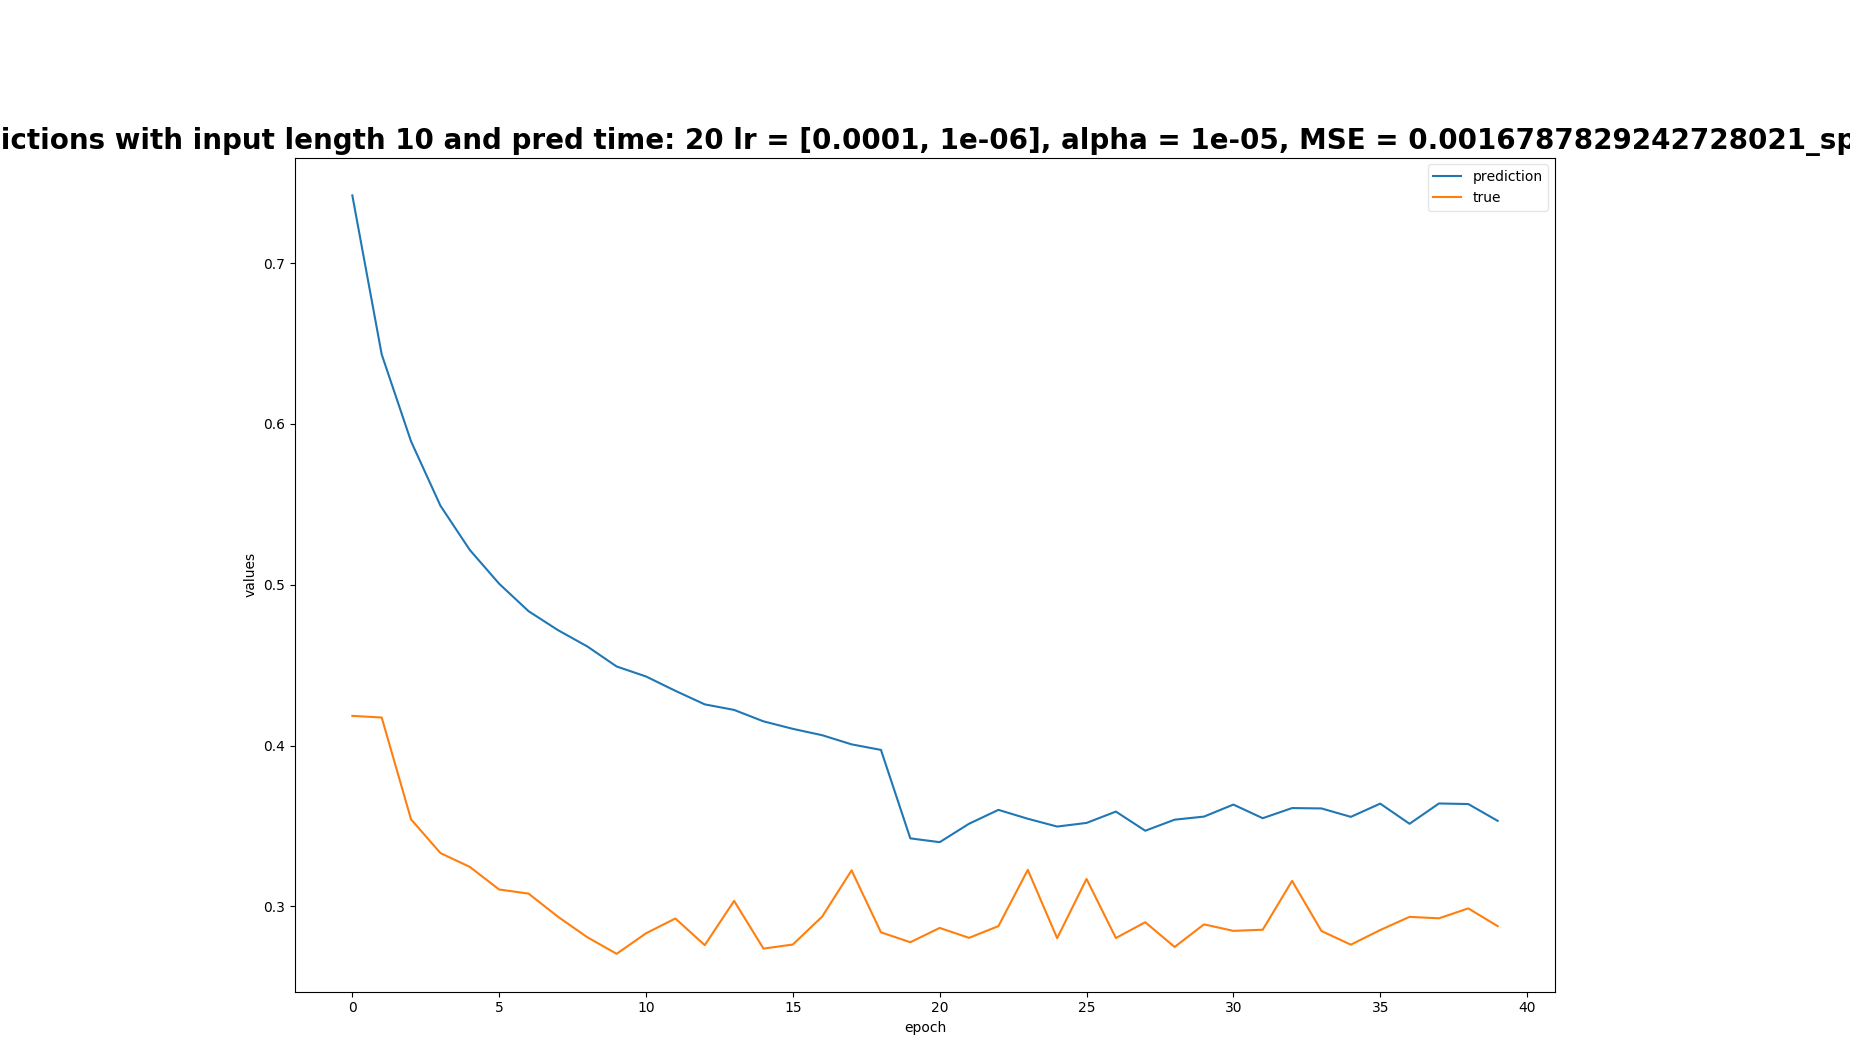 ictions with input length 10 and pred time: 20 lr = [0.0001, 1e-06], alpha = 1e-05, MSE = 0.0016787829242728021_sp
prediction
true
0.7
0.6
0.5
0.4
0.3
values
0 5 10 15 20 25 30 35 40
epoch